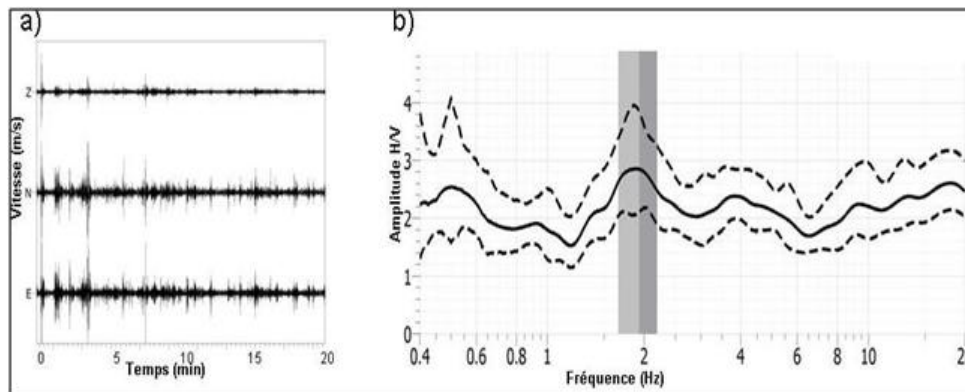 a)
Vitesse (m/s)
Z
N
E
0 5 10 15 20
Temps (min)
b)
Amplitude H/V
4
3
2
1
0
0.4 0.6 0.8 1 2 4 6 8 10 20
Fréquence (Hz)